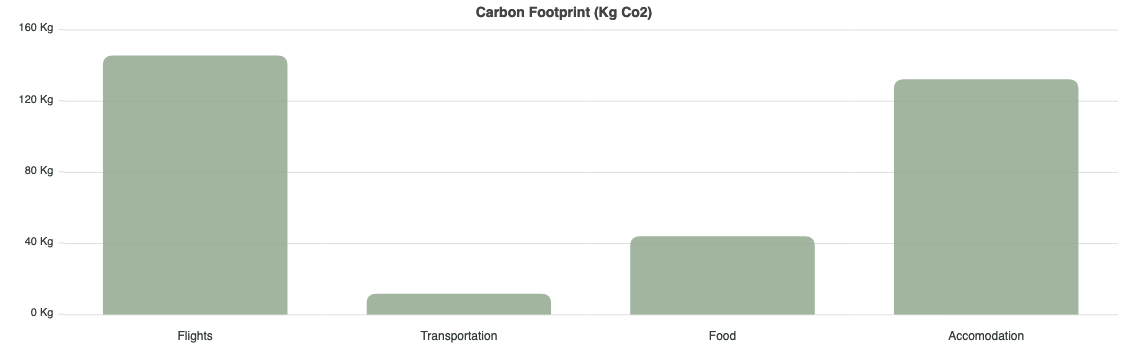 Carbon Footprint (Kg Co2)
160 Kg
120 Kg
80 Kg
40 Kg
0 Kg
Flights
Transportation
Food
Accomodation